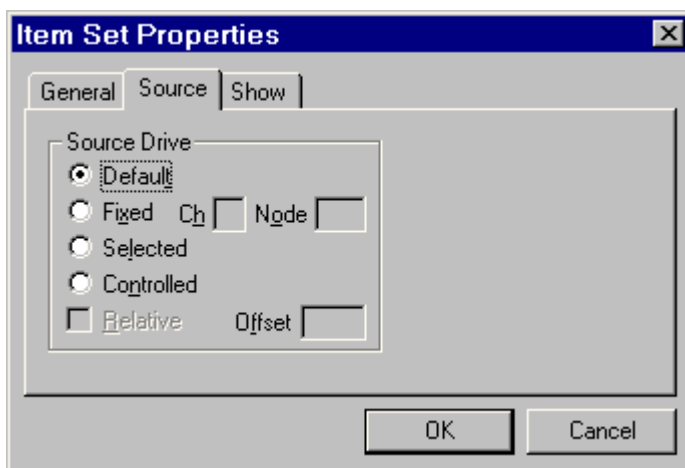 Item Set Properties
General Source Show
Source Drive
Default
Fixed Ch Node
Selected
Controlled
Relative Offset
OK Cancel